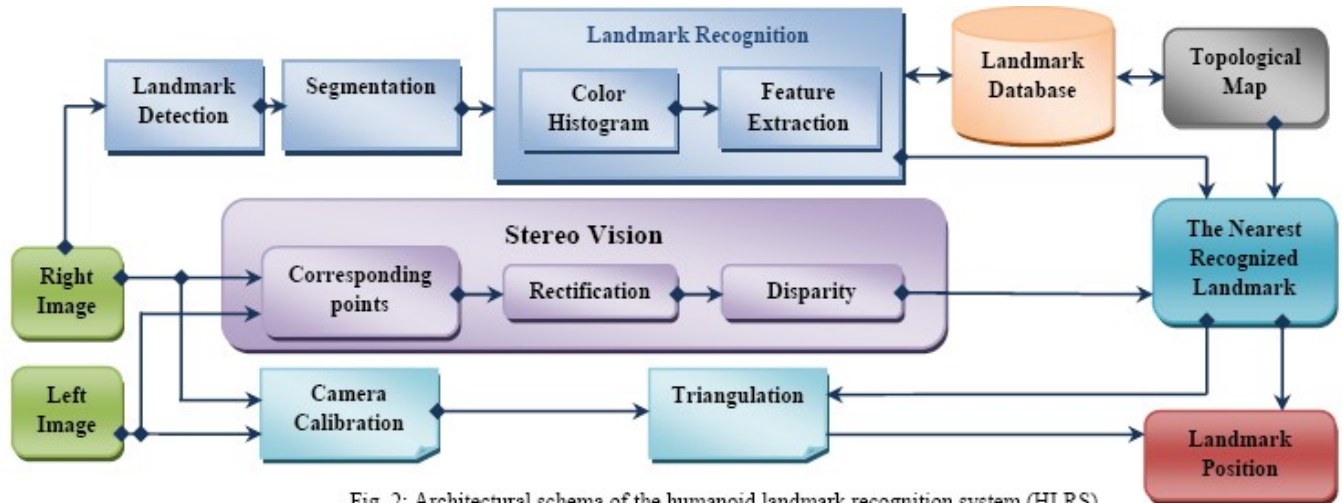 Landmark Recognition
Landmark
Detection
Segmentation
Color
Histogram
Feature
Extraction
Landmark
Database
Topological
Map
Stereo Vision
Right
Image
Corresponding
points
Rectification
Disparity
The Nearest
Recognized
Landmark
Left
Image
Camera
Calibration
Triangulation
Landmark
Position
Fig. 2: Architectural schema of the humanoid landmark recognition system (HLRS)